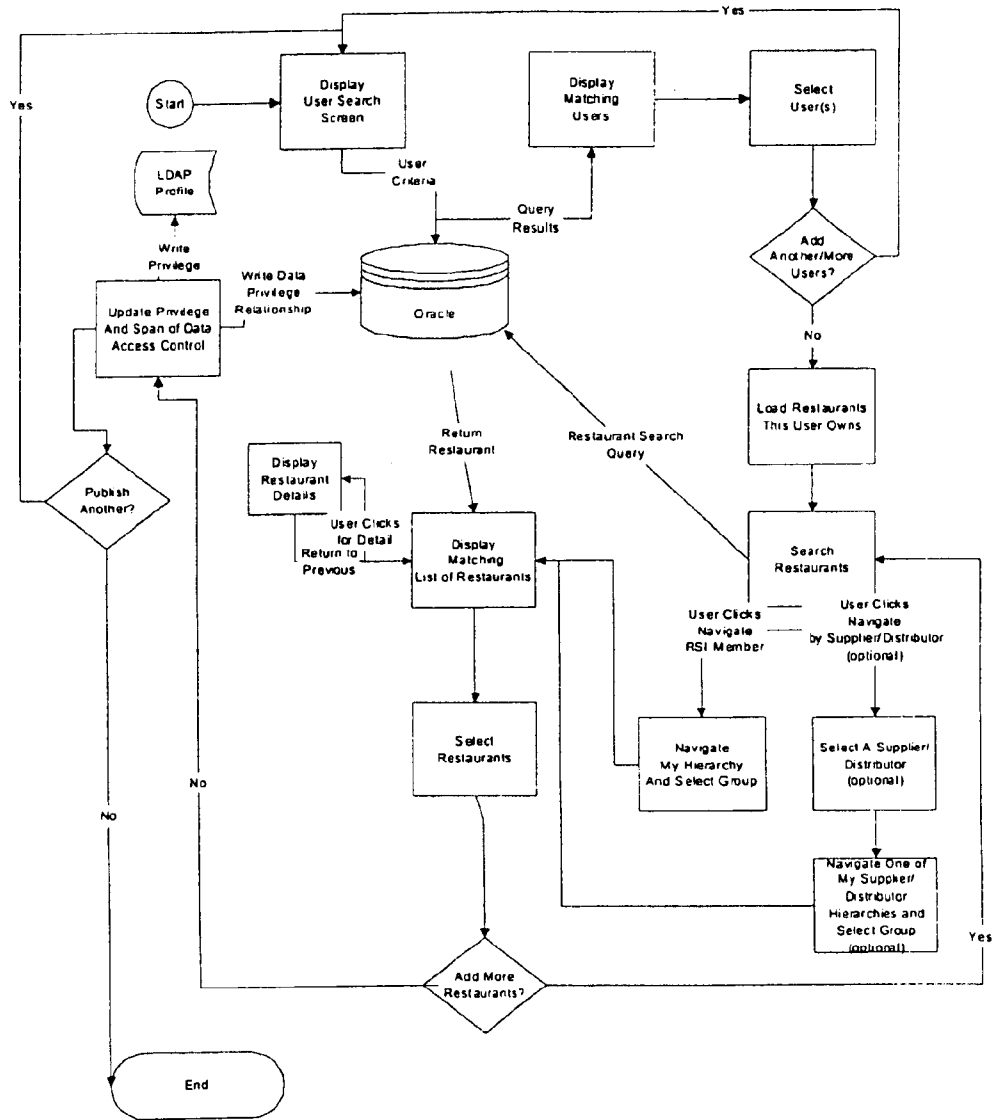 Yes
Yes
Start
Display
User Search
Screen
Display
Matching
Users
Select
User(s)
User
Criteria
LDAP
Profile
Query
Results
Add
Another/More
Users?
Write
Privilege
Write Data
Privilege
Relationship
Oracle
Update Privilege
And Span of Data
Access Control
No
Load Restaurants
This User Owns
Return
Restaurant
Restaurant Search
Query
Display
Restaurant
Details
Publish
Another?
User Clicks
for Detail
Return to
Previous
Display
Matching
List of Restaurants
Search
Restaurants
User Clicks
Navigate
RSI Member
User Clicks
Navigate
by Supplier/Distributor
(optional)
Select
Restaurants
Navigate
My Hierarchy
And Select Group
Select A Supplier/
Distributor
(optional)
No
No
Navigate One of
My Supplier/
Distributor
Hierarchies and
Select Group
(optional)
Yes
Add More
Restaurants?
End